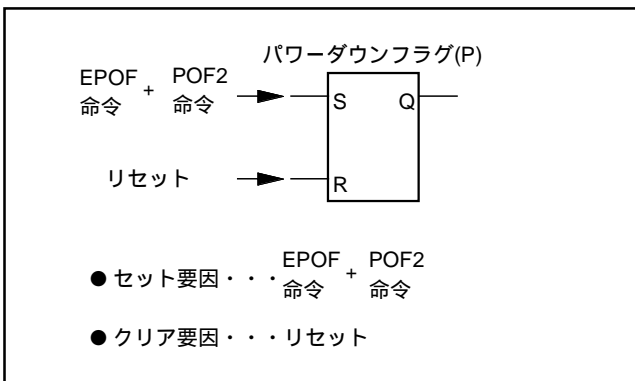 パワーダウンフラグ(P)
EPOF + POF2
命令 命令
S Q
リセット
R
● セット要因・・・EPOF + POF2
命令 命令
● クリア要因・・・リセット